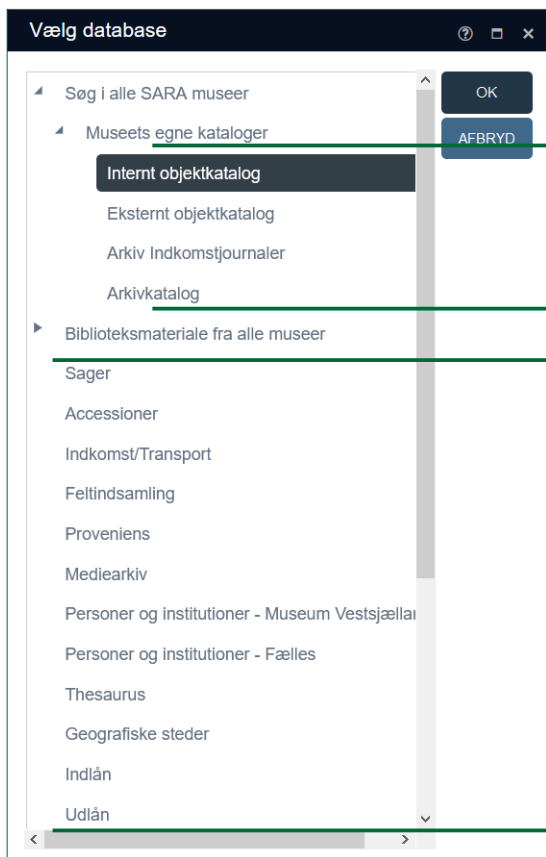 Vælg database
OK
AFBRYD
Søg i alle SARA museer
Museets egne kataloger
Internt objektkatalog
Eksternt objektkatalog
Arkiv Indkomstjournaler
Arkivkatalog
Biblioteksmateriale fra alle museer
Sager
Accessioner
Indkomst/Transport
Feltindsamling
Proveniens
Mediearkiv
Personer og institutioner - Museum Vestsjællan
Personer og institutioner - Fælles
Thesaurus
Geografiske steder
Indlån
Udlån